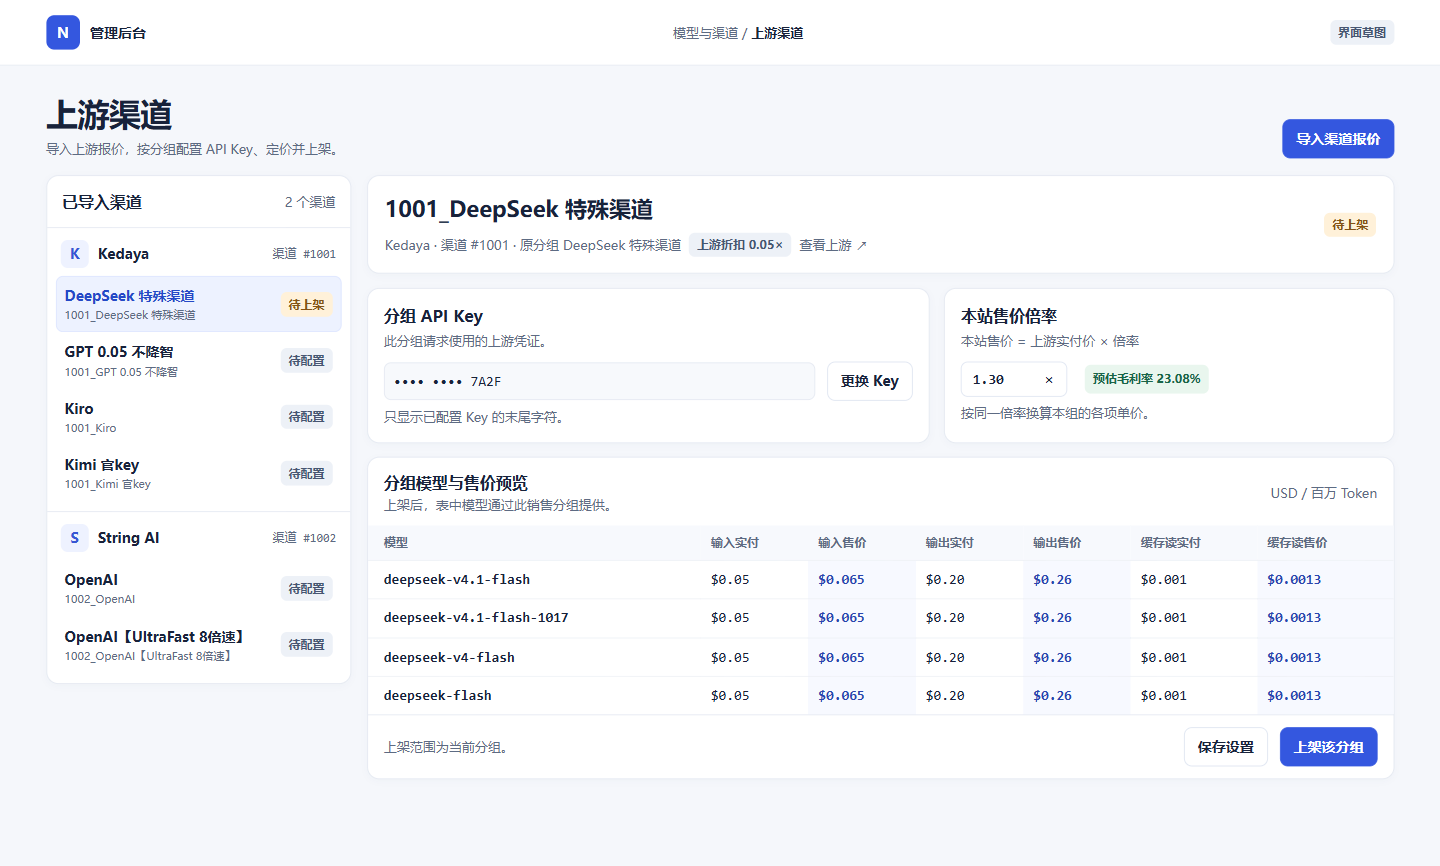 N 管理后台
模型与渠道 / 上游渠道
界面草图
上游渠道
导入上游报价，按分组配置 API Key、定价并上架。
导入渠道报价
已导入渠道 2 个渠道
K Kedaya 渠道 #1001
DeepSeek 特殊渠道
1001_DeepSeek 特殊渠道
待上架
GPT 0.05 不降智
1001_GPT 0.05 不降智
待配置
Kiro
1001_Kiro
待配置
Kimi 官key
1001_Kimi 官key
待配置
S String AI 渠道 #1002
OpenAI
1002_OpenAI
待配置
OpenAI【UltraFast 8倍速】
1002_OpenAI【UltraFast 8倍速】
待配置
1001_DeepSeek 特殊渠道
Kedaya · 渠道 #1001 · 原分组 DeepSeek 特殊渠道 上游折扣 0.05× 查看上游 ↗
待上架
分组 API Key
此分组请求使用的上游凭证。
•••• •••• 7A2F
更换 Key
只显示已配置 Key 的末尾字符。
本站售价倍率
本站售价 = 上游实付价 × 倍率
1.30 ×
预估毛利率 23.08%
按同一倍率换算本组的各项单价。
分组模型与售价预览
上架后，表中模型通过此销售分组提供。
USD / 百万 Token
模型 输入实付 输入售价 输出实付 输出售价 缓存读实付 缓存读售价
deepseek-v4.1-flash $0.05 $0.065 $0.20 $0.26 $0.001 $0.0013
deepseek-v4.1-flash-1017 $0.05 $0.065 $0.20 $0.26 $0.001 $0.0013
deepseek-v4-flash $0.05 $0.065 $0.20 $0.26 $0.001 $0.0013
deepseek-flash $0.05 $0.065 $0.20 $0.26 $0.001 $0.0013
上架范围为当前分组。
保存设置
上架该分组